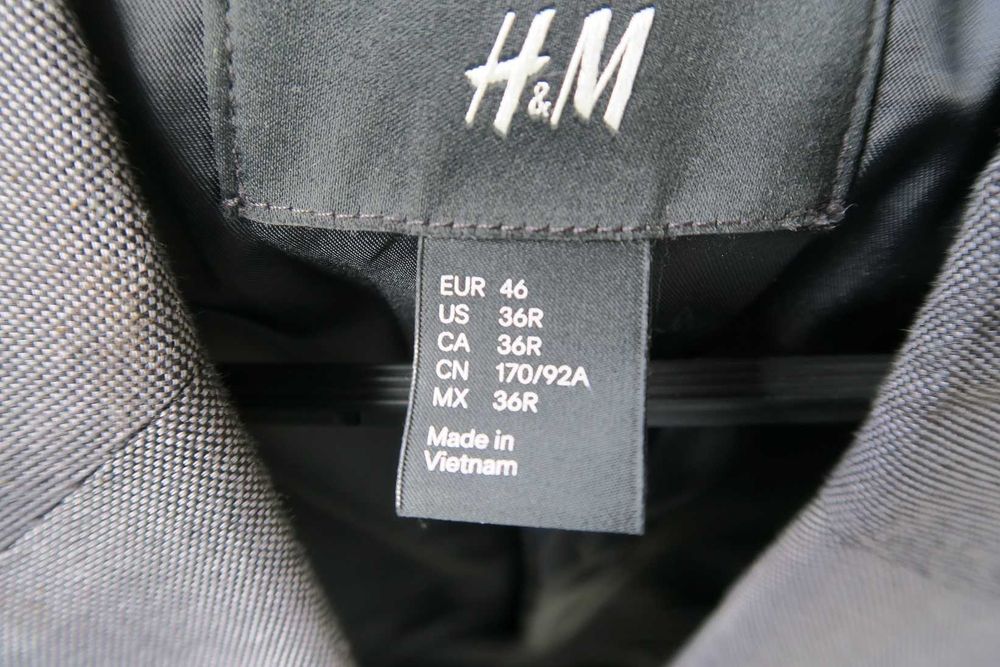 H&M
EUR 46
US 36R
CA 36R
CN 170/92A
MX 36R
Made in
Vietnam